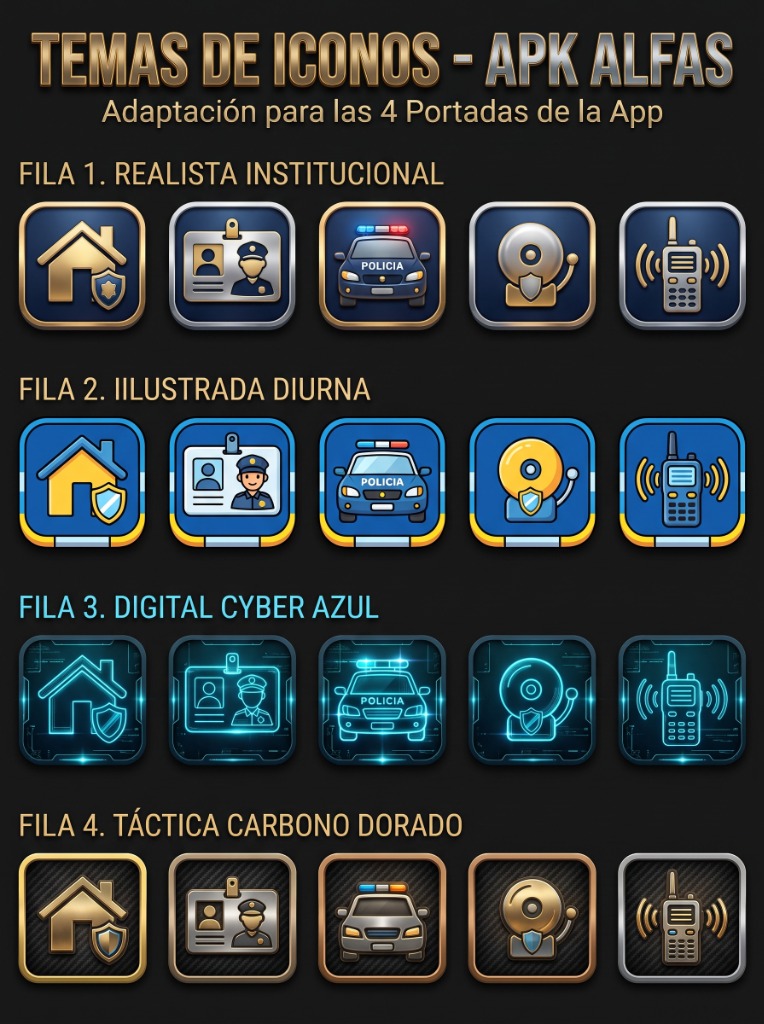 TEMAS DE ICONOS - APK ALFAS
Adaptación para las 4 Portadas de la App
FILA 1. REALISTA INSTITUCIONAL
POLICIA
FILA 2. IILUSTRADA DIURNA
POLICIA
FILA 3. DIGITAL CYBER AZUL
POLICIA
FILA 4. TÁCTICA CARBONO DORADO